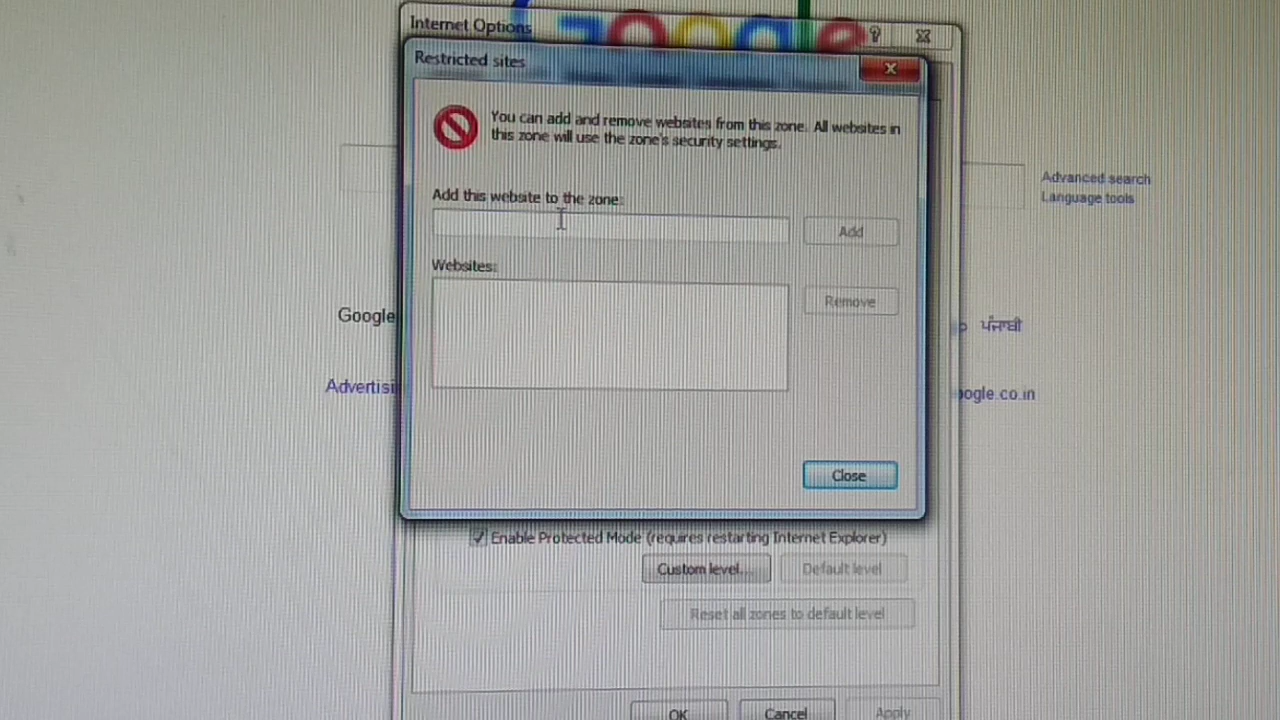 Google
Internet Options
Restricted sites
You can add and remove websites from this zone. All websites in
this zone will use the zone's security settings.
Add this website to the zone:
Add
Websites:
Remove
Close
Advanced search
Language tools
Google
ਪੰਜਾਬੀ
Advertisi
ogle.co.in
Enable Protected Mode (requires restarting Internet Explorer)
Custom level...
Default level
Reset all zones to default level
OK
Cancel
Apply